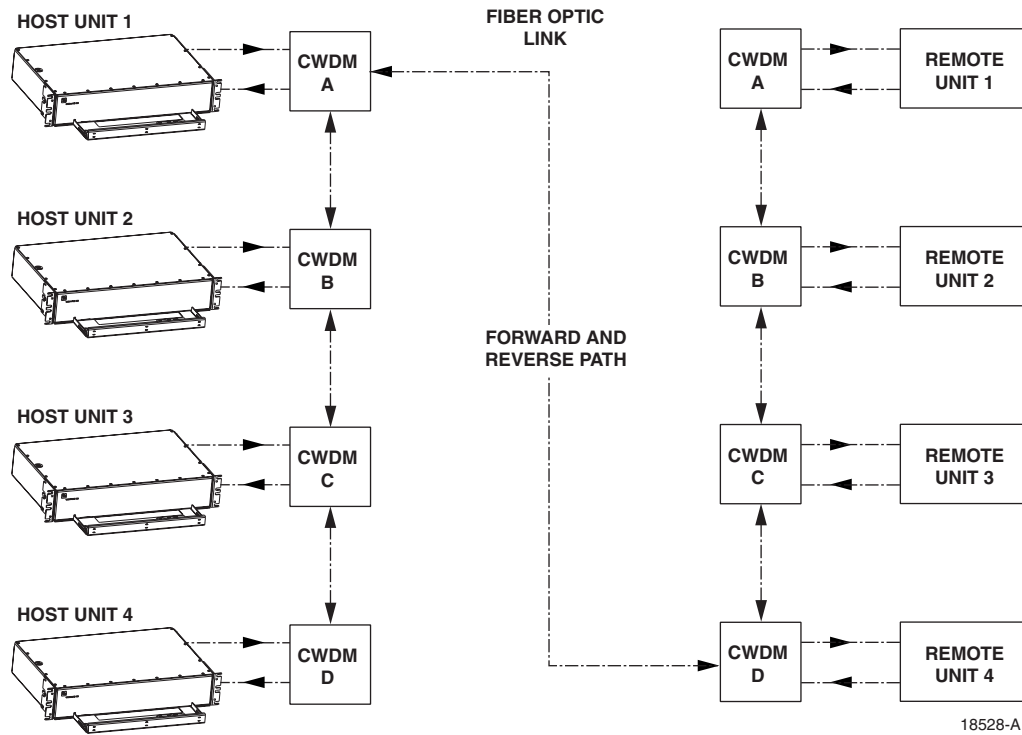 HOST UNIT 1
CWDM
A
FIBER OPTIC
LINK
CWDM
A
REMOTE
UNIT 1
HOST UNIT 2
CWDM
B
CWDM
B
REMOTE
UNIT 2
FORWARD AND
REVERSE PATH
HOST UNIT 3
CWDM
C
CWDM
C
REMOTE
UNIT 3
HOST UNIT 4
CWDM
D
CWDM
D
REMOTE
UNIT 4
18528-A